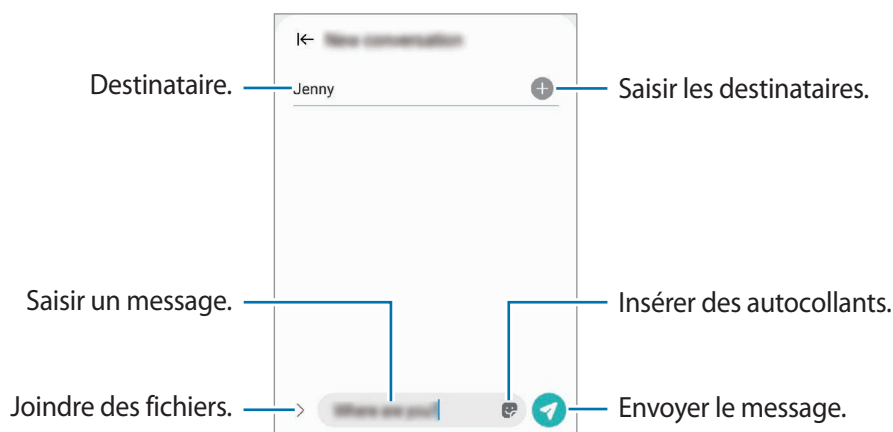 Destinataire.
Jenny
Saisir les destinataires.
Saisir un message.
Insérer des autocollants.
Joindre des fichiers.
Envoyer le message.